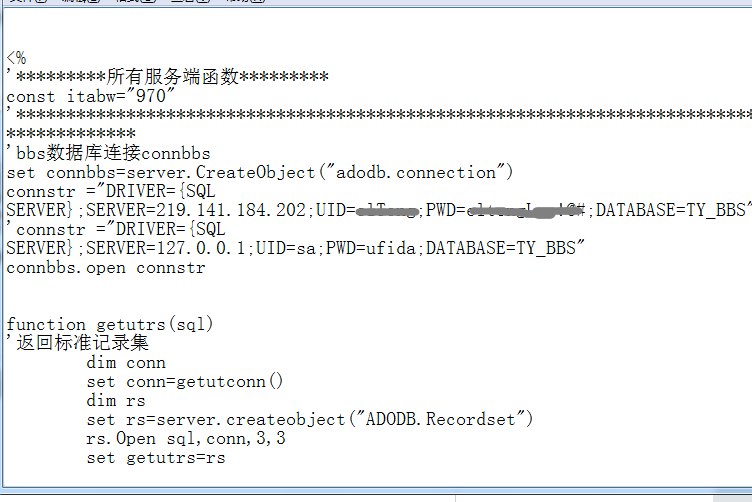 <%
'*********所有服务端函数*********
const itabw="970"
'*****************************************************************************
*************
'bbs数据库连接connbbs
set connbbs=server.CreateObject("adodb.connection")
connstr ="DRIVER={SQL
SERVER};SERVER=219.141.184.202;UID=;PWD=#;DATABASE=TY_BBS"
'connstr ="DRIVER={SQL
SERVER};SERVER=127.0.0.1;UID=sa;PWD=ufida;DATABASE=TY_BBS"
connbbs.open connstr
function getutrs(sql)
'返回标准记录集
dim conn
set conn=getutconn()
dim rs
set rs=server.createobject("ADODB.Recordset")
rs.Open sql,conn,3,3
set getutrs=rs